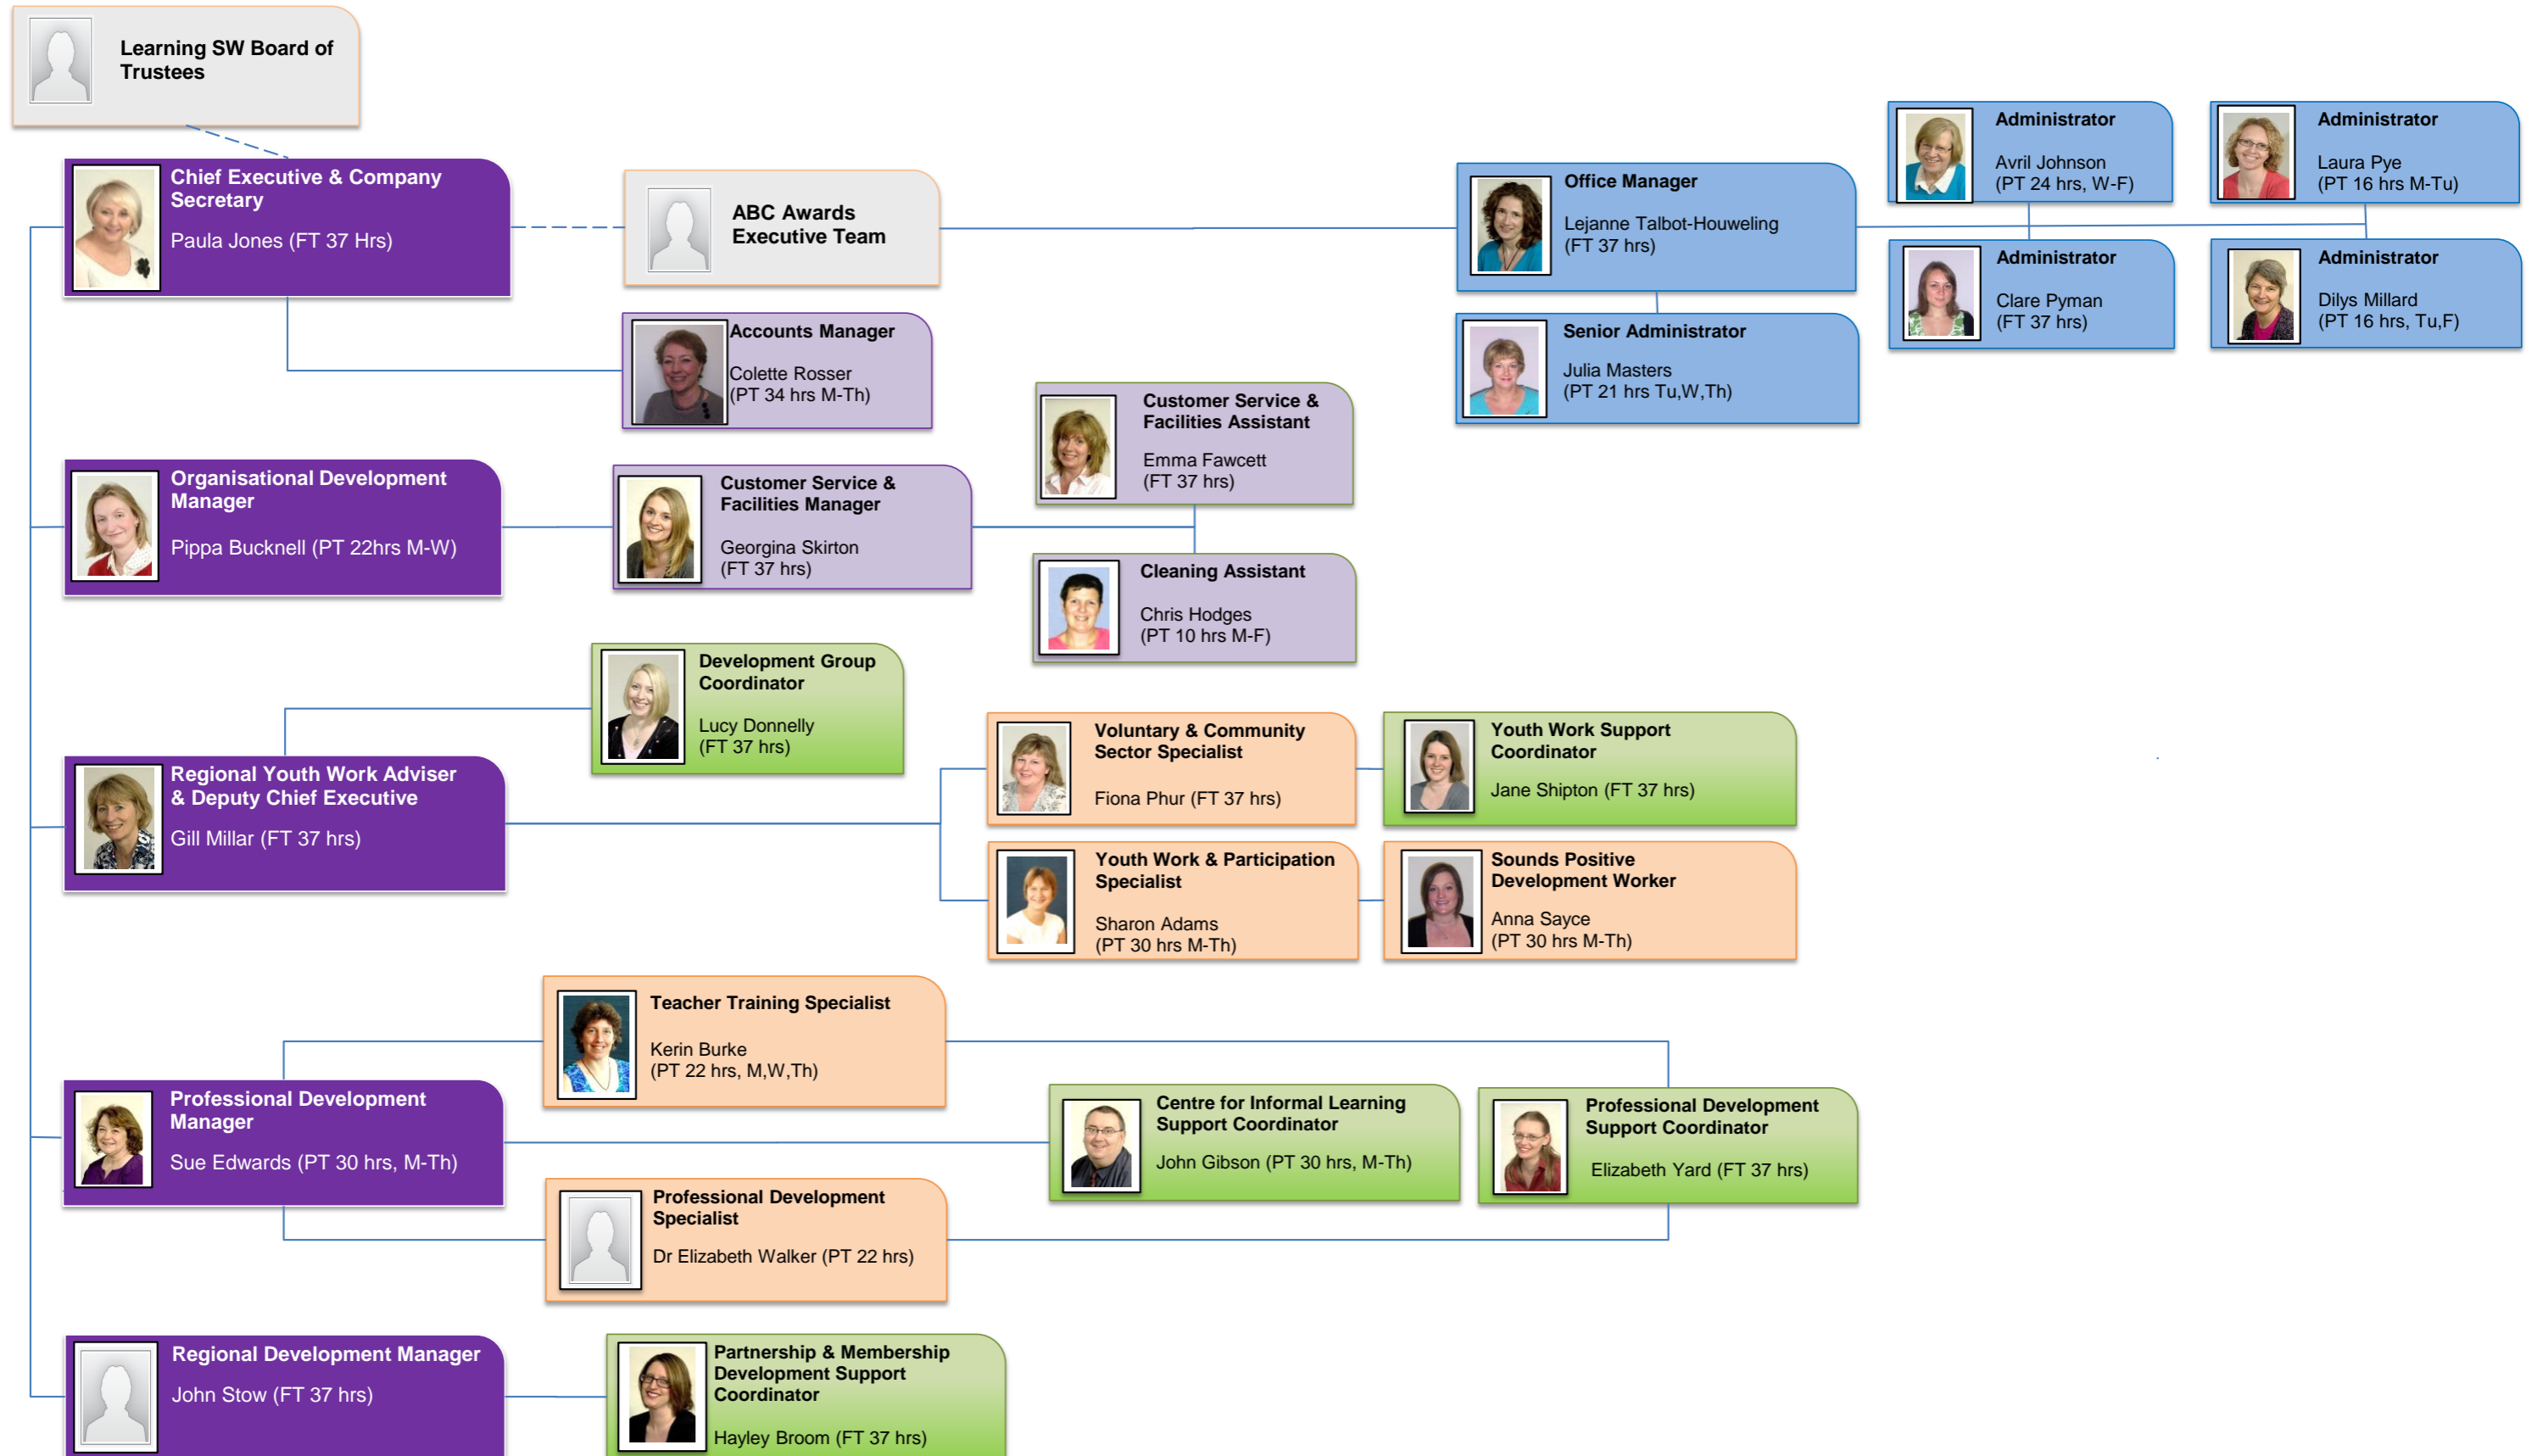 Learning SW Board of
Trustees
Chief Executive & Company
Secretary
Paula Jones (FT 37 Hrs)
ABC Awards
Executive Team
Office Manager
Lejanne Talbot-Houweling
(FT 37 hrs)
Administrator
Avril Johnson
(PT 24 hrs, W-F)
Administrator
Laura Pye
(PT 16 hrs M-Tu)
Administrator
Clare Pyman
(FT 37 hrs)
Administrator
Dilys Millard
(PT 16 hrs, Tu,F)
Accounts Manager
Colette Rosser
(PT 34 hrs M-Th)
Senior Administrator
Julia Masters
(PT 21 hrs Tu,W,Th)
Organisational Development
Manager
Pippa Bucknell (PT 22hrs M-W)
Customer Service &
Facilities Manager
Georgina Skirton
(FT 37 hrs)
Customer Service &
Facilities Assistant
Emma Fawcett
(FT 37 hrs)
Cleaning Assistant
Chris Hodges
(PT 10 hrs M-F)
Development Group
Coordinator
Lucy Donnelly
(FT 37 hrs)
Regional Youth Work Adviser
& Deputy Chief Executive
Gill Millar (FT 37 hrs)
Voluntary & Community
Sector Specialist
Fiona Phur (FT 37 hrs)
Youth Work Support
Coordinator
Jane Shipton (FT 37 hrs)
Youth Work & Participation
Specialist
Sharon Adams
(PT 30 hrs M-Th)
Sounds Positive
Development Worker
Anna Sayce
(PT 30 hrs M-Th)
Teacher Training Specialist
Kerin Burke
(PT 22 hrs, M,W,Th)
Professional Development
Manager
Sue Edwards (PT 30 hrs, M-Th)
Centre for Informal Learning
Support Coordinator
John Gibson (PT 30 hrs, M-Th)
Professional Development
Support Coordinator
Elizabeth Yard (FT 37 hrs)
Professional Development
Specialist
Dr Elizabeth Walker (PT 22 hrs)
Regional Development Manager
John Stow (FT 37 hrs)
Partnership & Membership
Development Support
Coordinator
Hayley Broom (FT 37 hrs)